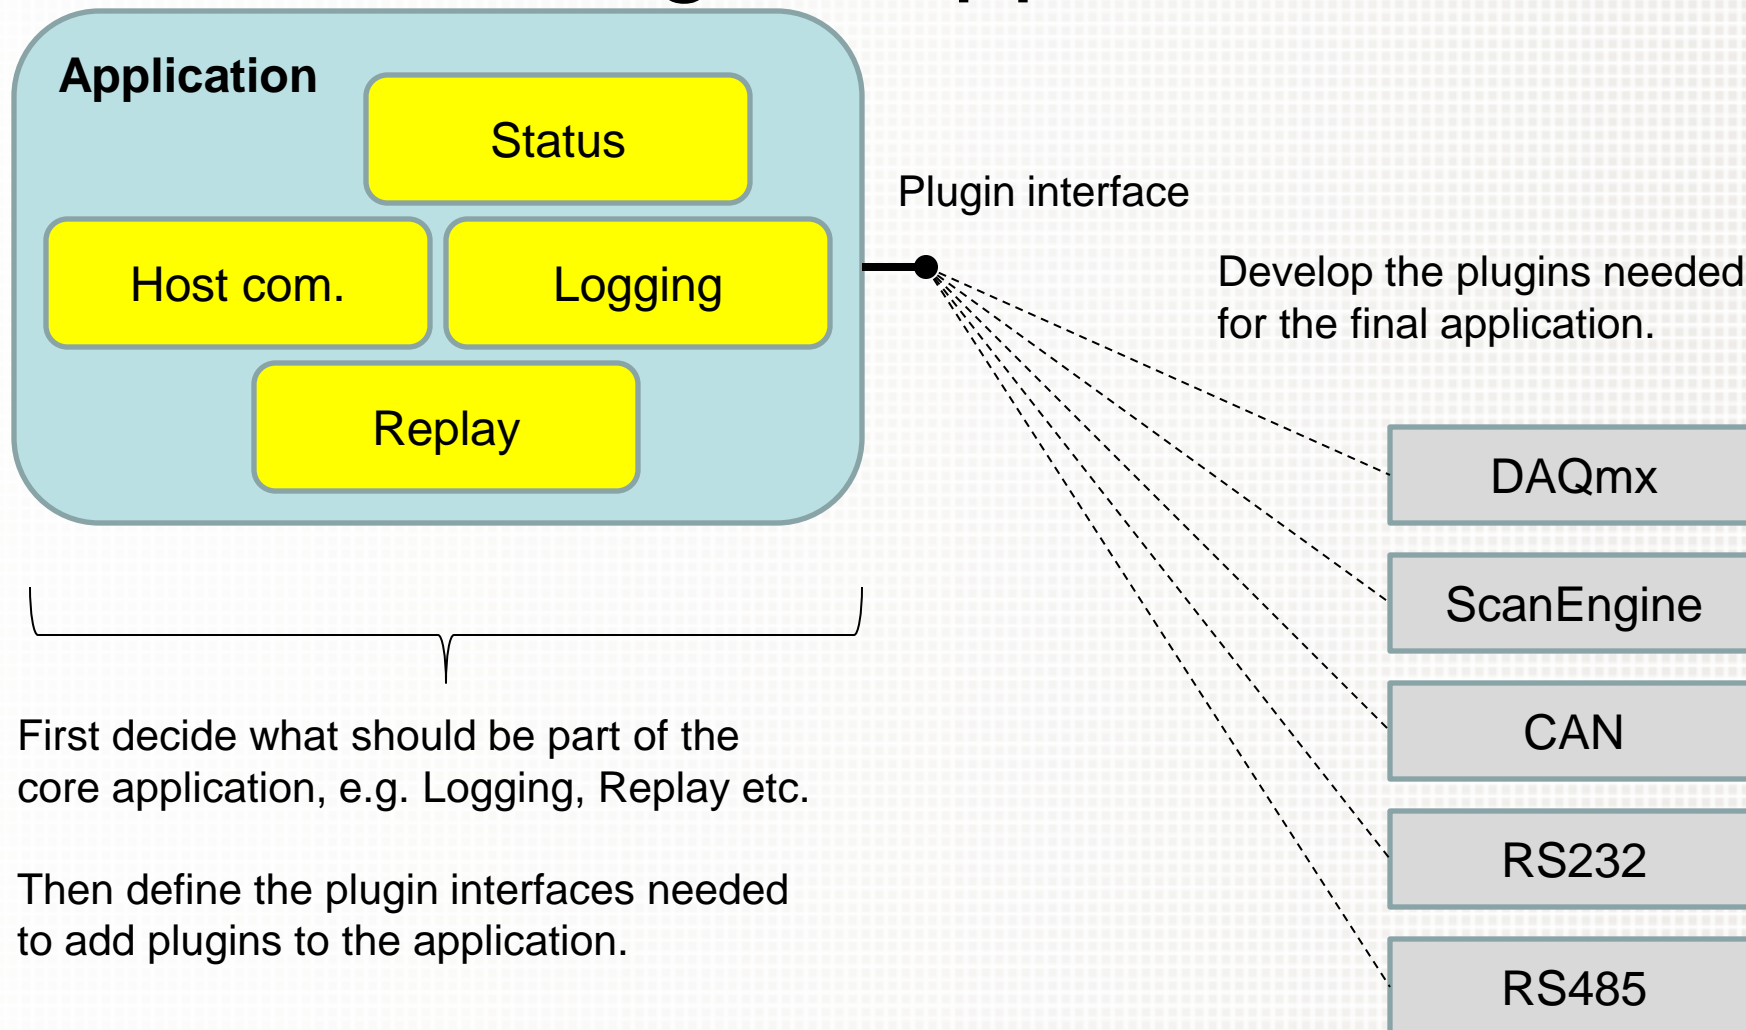 Application
Status
Host com.
Logging
Replay
Plugin interface
Develop the plugins needed
for the final application.
DAQmx
ScanEngine
CAN
RS232
RS485
First decide what should be part of the
core application, e.g. Logging, Replay etc.
Then define the plugin interfaces needed
to add plugins to the application.